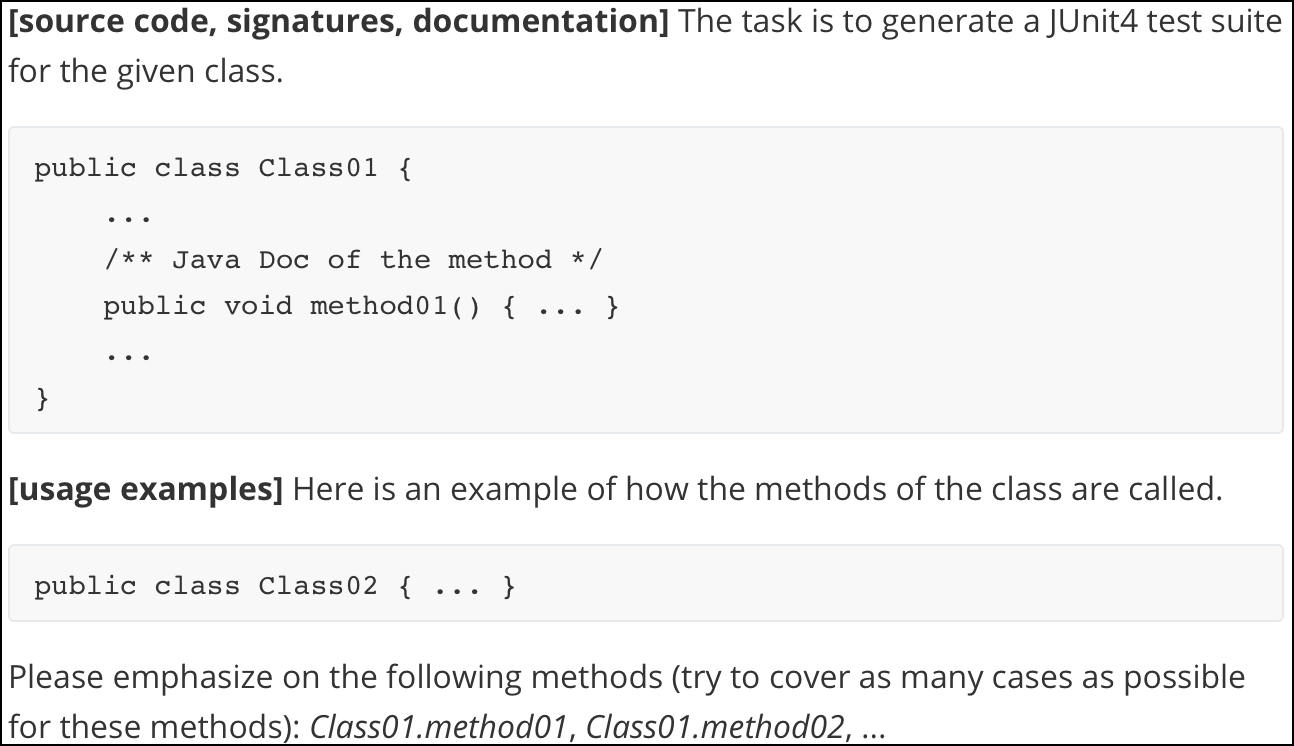 [source code, signatures, documentation] The task is to generate a JUnit4 test suite
for the given class.
public class Class01 {
...
/** Java Doc of the method */
public void method01() { ... }
...
}
[usage examples] Here is an example of how the methods of the class are called.
public class Class02 { ... }
Please emphasize on the following methods (try to cover as many cases as possible
for these methods): Class01.method01, Class01.method02, ...